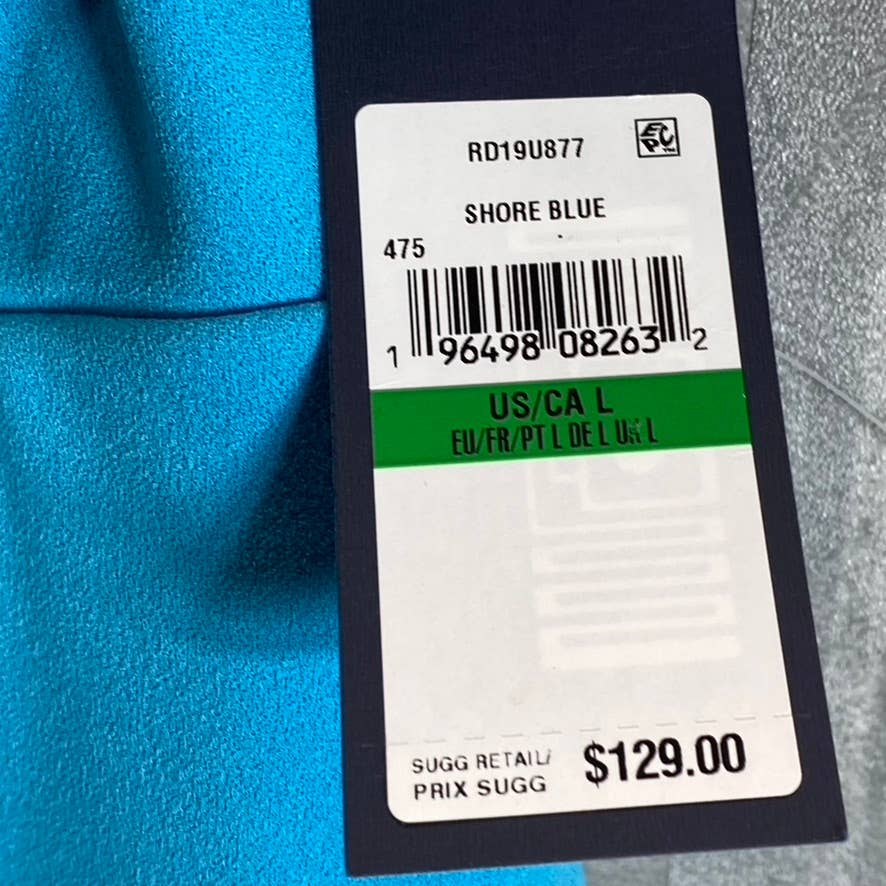 RD19U877
EPC™
SHORE BLUE
475
1 96498 08263 2
US/CA L
EU/FR/PT L DE L UK L
SUGG RETAIL/ $129.00
PRIX SUGG